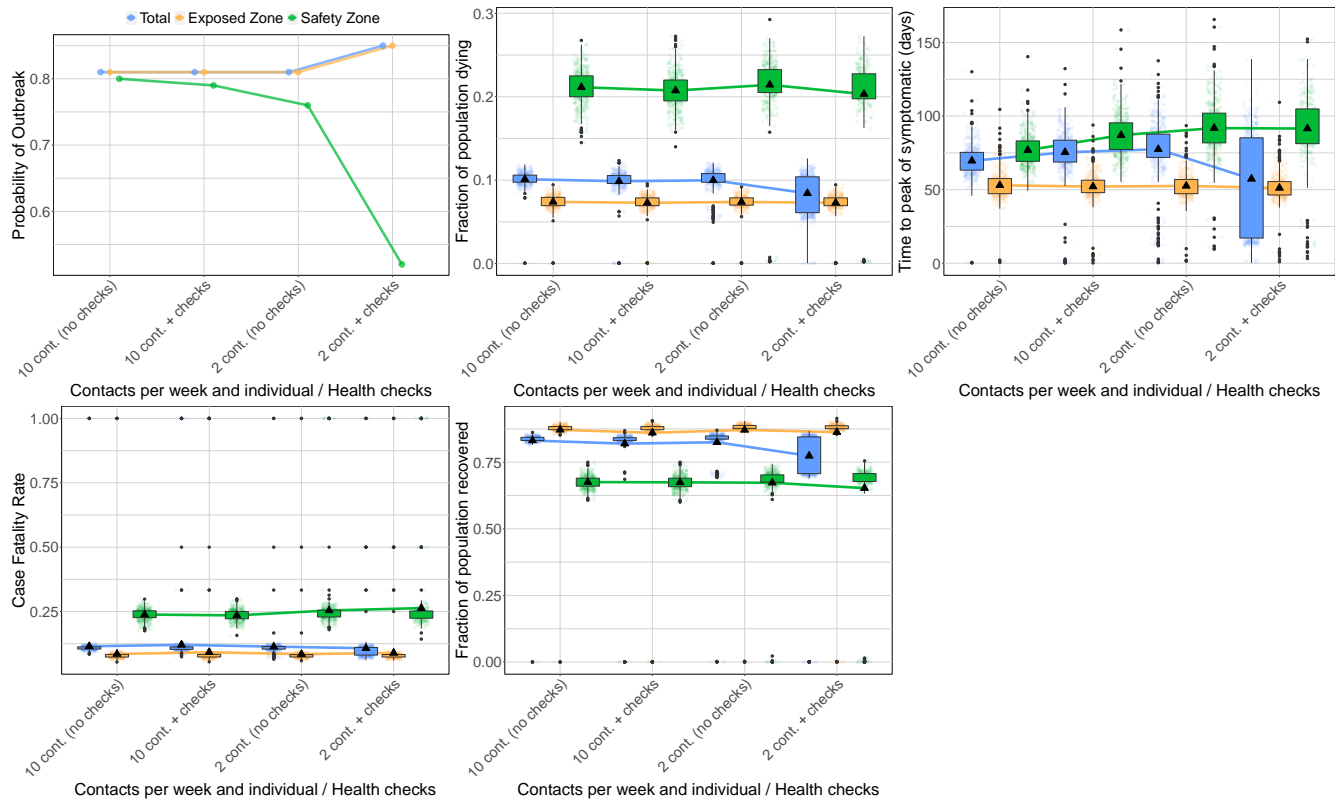 Total Exposed Zone Safety Zone
Probability of Outbreak
0.8
0.7
0.6
10 cont. (no checks)
10 cont. + checks
2 cont. (no checks)
2 cont. + checks
Contacts per week and individual / Health checks
Fraction of population dying
0.3
0.2
0.1
0.0
10 cont. (no checks)
10 cont. + checks
2 cont. (no checks)
2 cont. + checks
Contacts per week and individual / Health checks
Time to peak of symptomatic (days)
150
100
50
0
10 cont. (no checks)
10 cont. + checks
2 cont. (no checks)
2 cont. + checks
Contacts per week and individual / Health checks
Case Fatality Rate
1.00
0.75
0.50
0.25
10 cont. (no checks)
10 cont. + checks
2 cont. (no checks)
2 cont. + checks
Contacts per week and individual / Health checks
Fraction of population recovered
0.75
0.50
0.25
0.00
10 cont. (no checks)
10 cont. + checks
2 cont. (no checks)
2 cont. + checks
Contacts per week and individual / Health checks